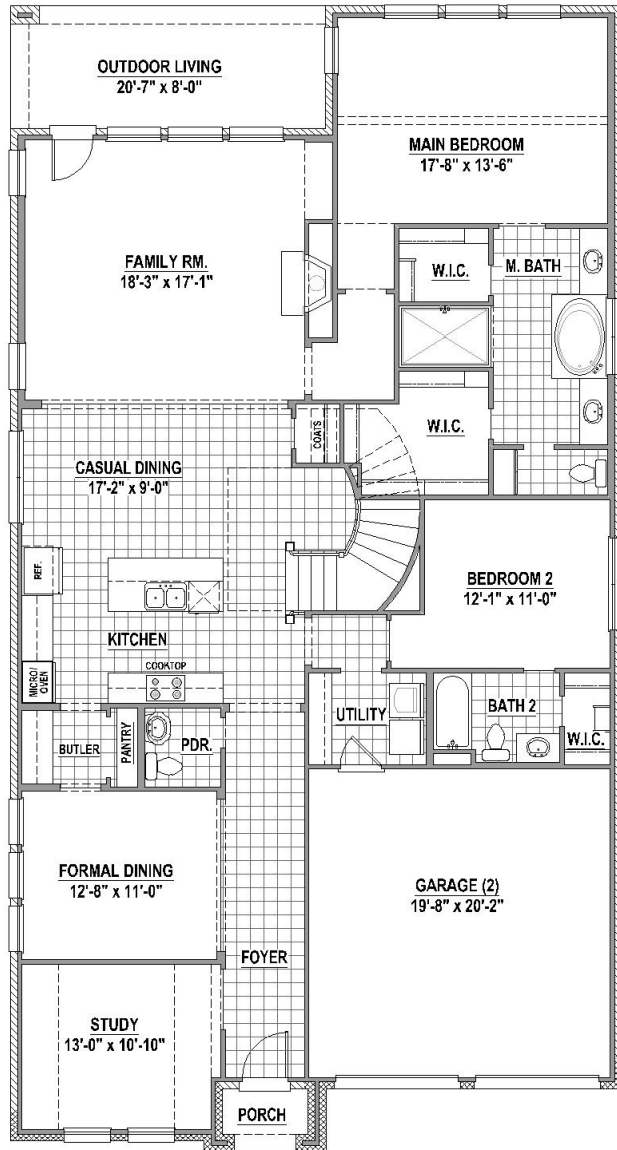 OUTDOOR LIVING
20'-7" x 8'-0"
MAIN BEDROOM
17'-8" x 13'-6"
FAMILY RM.
18'-3" x 17'-1"
W.I.C.
M. BATH
W.I.C.
COATS
CASUAL DINING
17'-2" x 9'-0"
REF.
BEDROOM 2
12'-1" x 11'-0"
KITCHEN
COOKTOP
MICRO/
OVEN
UTILITY
BATH 2
W.I.C.
BUTLER
PANTRY
PDR.
FORMAL DINING
12'-8" x 11'-0"
GARAGE (2)
19'-8" x 20'-2"
FOYER
STUDY
13'-0" x 10'-10"
PORCH